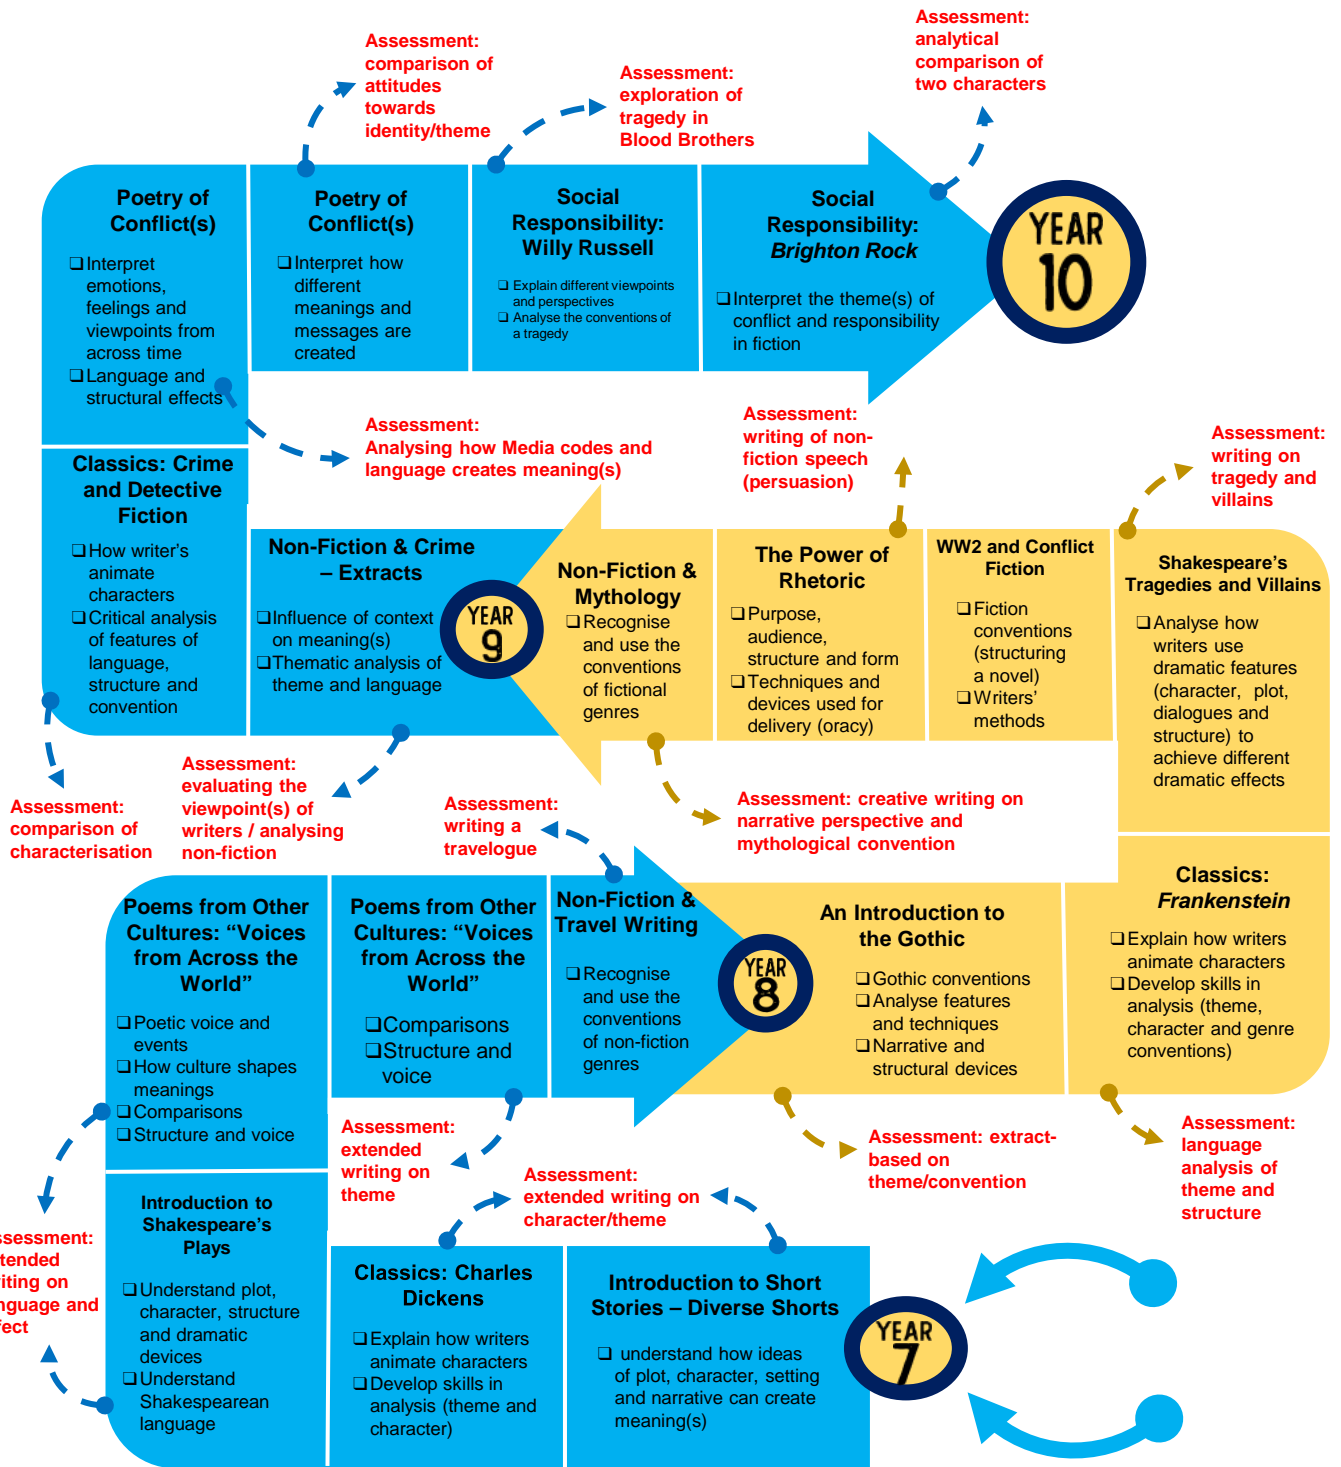 Assessment:
analytical
comparison of
two characters
Assessment:
comparison of
attitudes
towards
identity/theme
Assessment:
exploration of
tragedy in
Blood Brothers
Poetry of
Conflict(s)
❑Interpret
emotions,
feelings and
viewpoints from
across time
❑Language and
structural effects
Poetry of
Conflict(s)
❑Interpret how
different
meanings and
messages are
created
Social
Responsibility:
Willy Russell
❑Explain different viewpoints
and perspectives
❑Analyse the conventions of
a tragedy
Social
Responsibility:
Brighton Rock
❑Interpret the theme(s) of
conflict and responsibility
in fiction
YEAR
10
Assessment:
Analysing how Media codes and
language creates meaning(s)
Assessment:
writing of non-
fiction speech
(persuasion)
Assessment:
writing on
tragedy and
villains
Classics: Crime
and Detective
Fiction
❑How writer's
animate
characters
❑Critical analysis
of features of
language,
structure and
convention
Non-Fiction & Crime
– Extracts
❑Influence of context
on meaning(s)
❑Thematic analysis of
theme and language
YEAR
9
Non-Fiction &
Mythology
❑Recognise
and use the
conventions
of fictional
genres
The Power of
Rhetoric
❑Purpose,
audience,
structure and form
❑Techniques and
devices used for
delivery (oracy)
WW2 and Conflict
Fiction
❑Fiction
conventions
(structuring
a novel)
❑Writers'
methods
Shakespeare's
Tragedies and Villains
❑Analyse how
writers use
dramatic features
(character, plot,
dialogues and
structure) to
achieve different
dramatic effects
Assessment:
comparison of
characterisation
Assessment:
evaluating the
viewpoint(s) of
writers / analysing
non-fiction
Assessment:
writing a
travelogue
Assessment: creative writing on
narrative perspective and
mythological convention
Poems from Other
Cultures: “Voices
from Across the
World”
❑Poetic voice and
events
❑How culture shapes
meanings
❑Comparisons
❑Structure and voice
Poems from Other
Cultures: “Voices
from Across the
World”
❑Comparisons
❑Structure and
voice
Non-Fiction &
Travel Writing
❑Recognise
and use the
conventions
of non-fiction
genres
YEAR
8
An Introduction to
the Gothic
❑Gothic conventions
❑Analyse features
and techniques
❑Narrative and
structural devices
Classics:
Frankenstein
❑Explain how writers
animate characters
❑Develop skills in
analysis (theme,
character and genre
conventions)
Assessment:
extended
writing on
theme
Assessment:
extended writing on
character/theme
Assessment: extract-
based on
theme/convention
Assessment:
language
analysis of
theme and
structure
ssessment:
tended
iting on
nguage and
fect
Introduction to
Shakespeare's
Plays
❑Understand plot,
character, structure
and dramatic
devices
❑Understand
Shakespearean
language
Classics: Charles
Dickens
❑Explain how writers
animate characters
❑Develop skills in
analysis (theme and
character)
Introduction to Short
Stories – Diverse Shorts
❑ understand how ideas
of plot, character, setting
and narrative can create
meaning(s)
YEAR
7